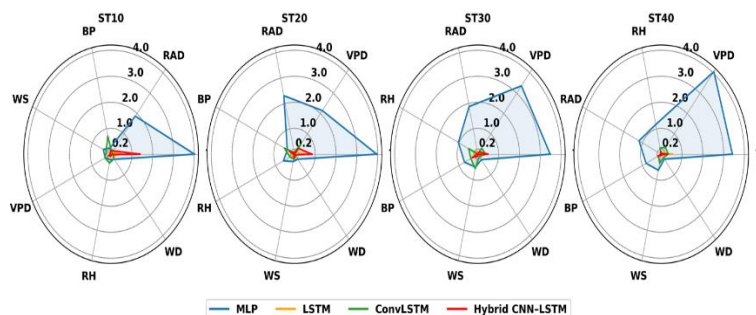 ST10
BP
4.0
RAD
3.0
WS
2.0
1.0
0.2
VPD
WD
RH
ST20
RAD
4.0
VPD
3.0
BP
2.0
1.0
0.2
RH
WD
WS
ST30
RAD
4.0
VPD
3.0
RH
2.0
1.0
0.2
BP
WD
WS
ST40
RH
4.0
VPD
3.0
RAD
2.0
1.0
0.2
BP
WD
WS
MLP LSTM ConvLSTM Hybrid CNN–LSTM